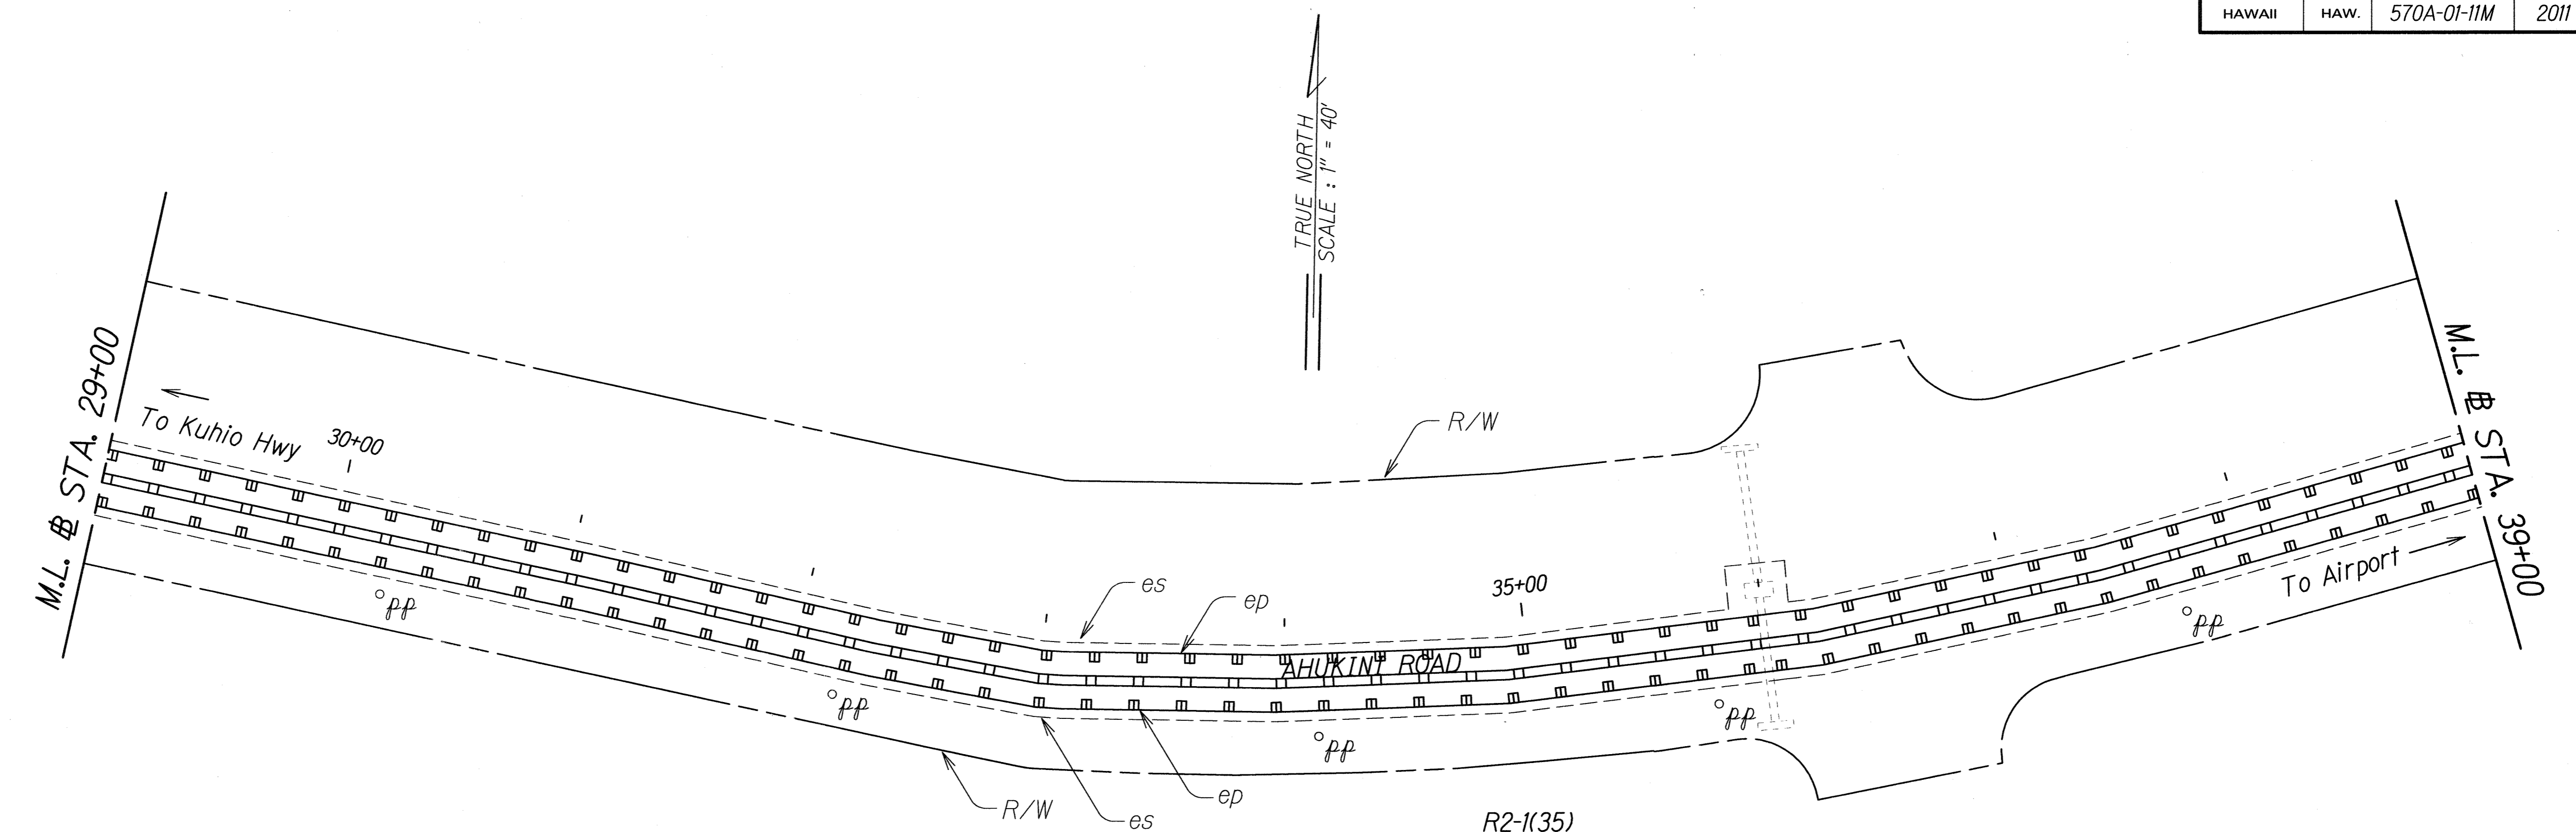 HAWAII HAW. 570A-01-11M 2011
TRUE NORTH
SCALE : 1" = 40'
M.L. ⅊ STA. 29+00
To Kuhio Hwy
30+00
R/W
M.L. ⅊ STA. 39+00
es
ep
35+00
To Airport
AHUKINI ROAD
pp
pp
pp
pp
pp
R/W
es
ep
R2-1(35)